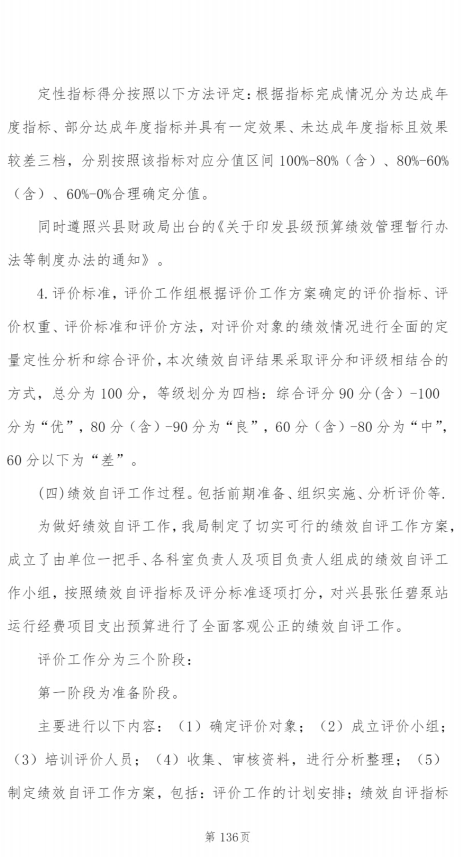 定性指标得分按照以下方法评定：根据指标完成情况分为达成年
度指标、部分达成年度指标并具有一定效果、未达成年度指标且效果
较差三档，分别按照该指标对应分值区间 100%-80%（含）、80%-60%
（含）、60%-0%合理确定分值。
同时遵照兴县财政局出台的《关于印发县级预算绩效管理暂行办
法等制度办法的通知》。
4.评价标准，评价工作组根据评价工作方案确定的评价指标、评
价权重、评价标准和评价方法，对评价对象的绩效情况进行全面的定
量定性分析和综合评价，本次绩效自评结果采取评分和评级相结合的
方式，总分为 100 分，等级划分为四档：综合评分 90 分(含）-100
分为“优”，80 分（含）-90 分为“良”，60 分（含）-80 分为“中”，
60 分以下为“差”。
(四)绩效自评工作过程。包括前期准备、组织实施、分析评价等.
为做好绩效自评工作，我局制定了切实可行的绩效自评工作方案，
成立了由单位一把手、各科室负责人及项目负责人组成的绩效自评工
作小组，按照绩效自评指标及评分标准逐项打分，对兴县张任碧泵站
运行经费项目支出预算进行了全面客观公正的绩效自评工作。
评价工作分为三个阶段：
第一阶段为准备阶段。
主要进行以下内容：（1）确定评价对象；（2）成立评价小组；
（3）培训评价人员；（4）收集、审核资料，进行分析整理；（5）
制定绩效自评工作方案，包括：评价工作的计划安排；绩效自评指标
第 136页